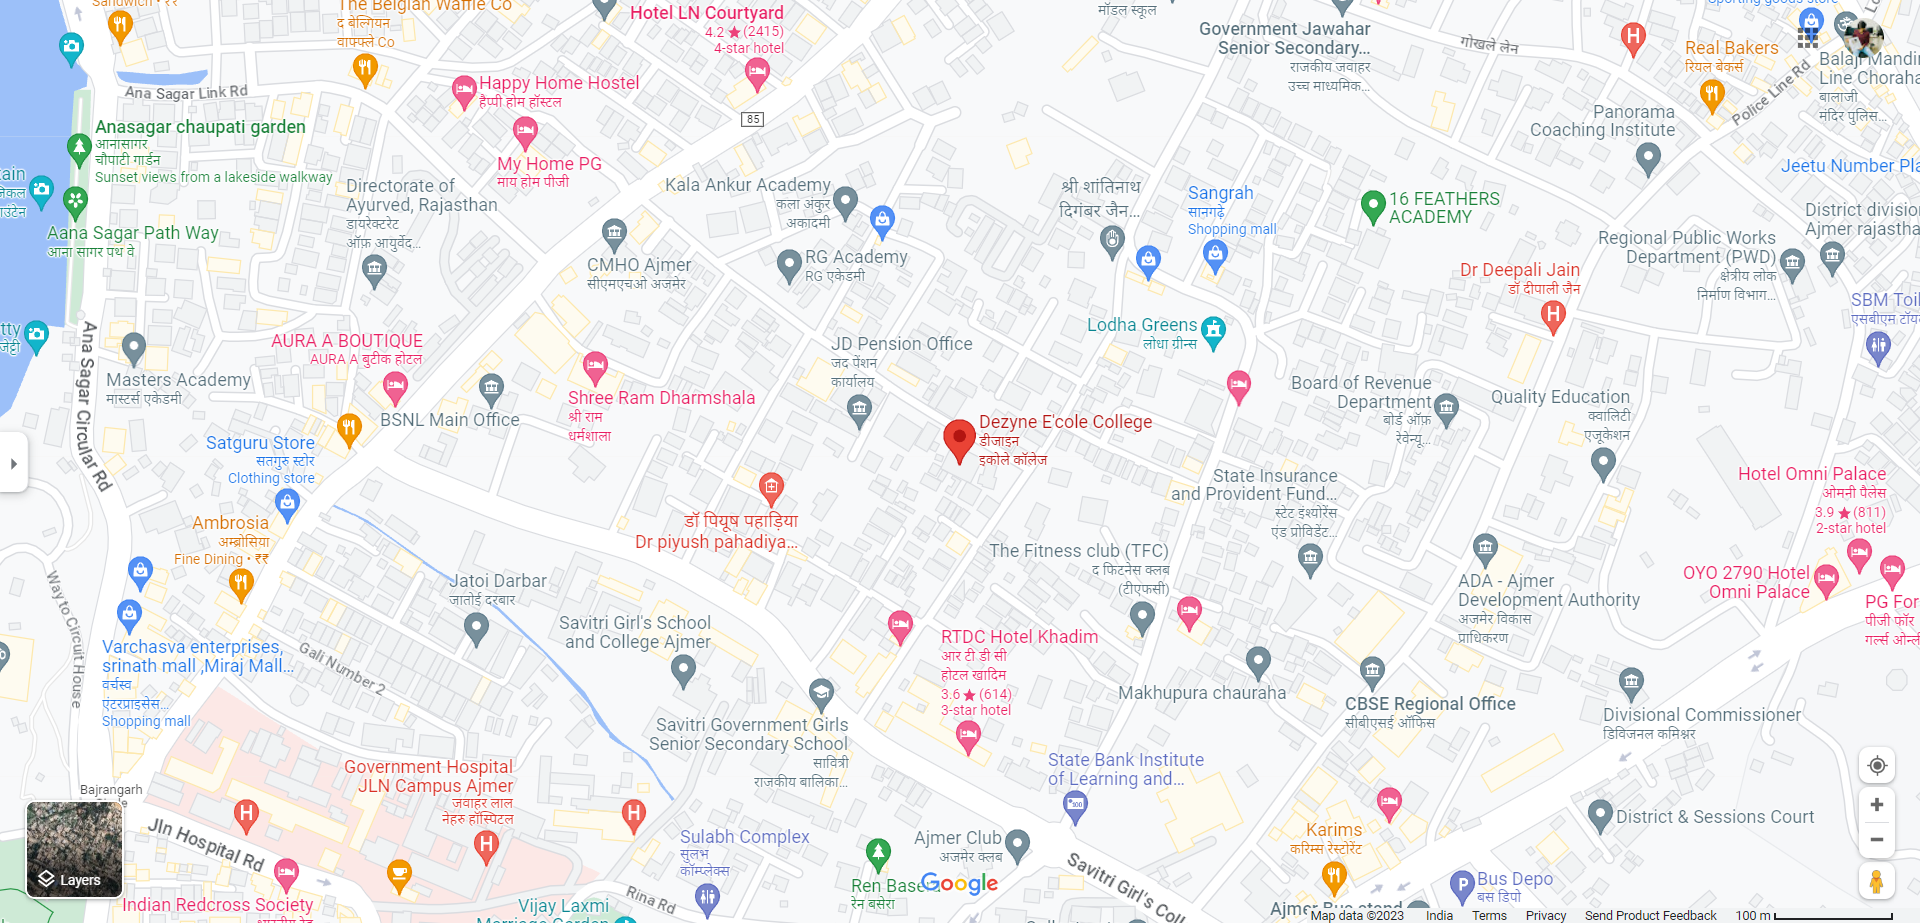 Sandwich • ₹₹
The Belgian Waffle Co
द बेल्गियन
वाफ्फ्ले Co
Hotel LN Courtyard
4.2 ★ (2415)
4-star hotel
मॉडल स्कूल
Government Jawahar
Senior Secondary...
राजकीय जवाहर
उच्च माध्यमिक...
गोखले लेन
Sporting goods store
Real Bakers
रियल बेकर्स
Police Line Rd
Line Choraha
बालाजी
मंदिर पुलिस...
Ana Sagar Link Rd
Happy Home Hostel
हैप्पी होम हॉस्टल
85
Anasagar chaupati garden
आनासागर
चौपाटी गार्डन
Sunset views from a lakeside walkway
My Home PG
माय होम पीजी
Panorama
Coaching Institute
Jeetu Number Pla
Directorate of
Ayurved, Rajasthan
डायरेक्टरेट
ऑफ़ आयुर्वेद...
Kala Ankur Academy
कला अंकुर
अकादमी
श्री शांतिनाथ
दिगंबर जैन...
Sangrah
सानगढ़े
Shopping mall
16 FEATHERS
ACADEMY
District division
Ajmer rajastha
Aana Sagar Path Way
आना सागर पथ वे
CMHO Ajmer
सीएमएचओ अजमेर
RG Academy
RG एकेडमी
Regional Public Works
Department (PWD)
क्षेत्रीय लोक
निर्माण विभाग...
Dr Deepali Jain
डॉ दीपाली जैन
SBM Toil
एसबीएम टॉय
Ana Sagar Circular Rd
AURA A BOUTIQUE
AURA A बुटीक होटल
Lodha Greens
लोधा ग्रीन्स
JD Pension Office
जद पेंशन
कार्यालय
Masters Academy
मास्टर्स एकेडमी
BSNL Main Office
Shree Ram Dharmshala
श्री राम
धर्मशाला
Board of Revenue
Department
बोर्ड ऑफ़
रेवेन्यू...
Quality Education
क्वालिटी
एजूकेशन
Dezyne E'cole College
डीजाइन
इकोले कॉलेज
Satguru Store
सतगुरु स्टोर
Clothing store
State Insurance
and Provident Fund...
स्टेट इंश्योरेंस
एंड प्रोविडेंट...
Hotel Omni Palace
ओमनी पैलेस
3.9 ★ (811)
2-star hotel
Ambrosia
अम्ब्रोसिया
Fine Dining • ₹₹
डॉ पियूष पहाड़िया
Dr piyush pahadiya...
The Fitness club (TFC)
द फिटनेस क्लब
(टीएफसी)
ADA - Ajmer
Development Authority
अजमेर विकास
प्राधिकरण
OYO 2790 Hotel
Omni Palace
PG For
पीजी फॉर
Way to Circuit House
Jatoi Darbar
जातोई दरबार
Savitri Girl's School
and College Ajmer
RTDC Hotel Khadim
आर टी डी सी
होटल खादिम
3.6 ★ (614)
3-star hotel
Varchasva enterprises,
srinath mall ,Miraj Mall...
वर्चस्व
एंटरप्राइसेस...
Shopping mall
Gali Number 2
Makhupura chauraha
CBSE Regional Office
सीबीएसई ऑफिस
Divisional Commissioner
डिविजनल कमिश्नर
Savitri Government Girls
Senior Secondary School
सावित्री
राजकीय बालिका...
State Bank Institute
of Learning and...
Government Hospital
JLN Campus Ajmer
जवाहर लाल
नेहरु हॉस्पिटल
Bajrangarh
Jln Hospital Rd
Sulabh Complex
सुलभ
कॉम्प्लेक्स
Ajmer Club
अजमेर क्लब
Karims
करिम्स रेस्टोरेंट
District & Sessions Court
Layers
Ren Base
रेन बसेरा
Google
Savitri Girl's Coll
Bus Depo
बस डिपो
Indian Redcross Society
Rina Rd
Vijay Laxmi
Ajmer Bus stand
Map data ©2023
India
Terms
Privacy
Send Product Feedback
100 m